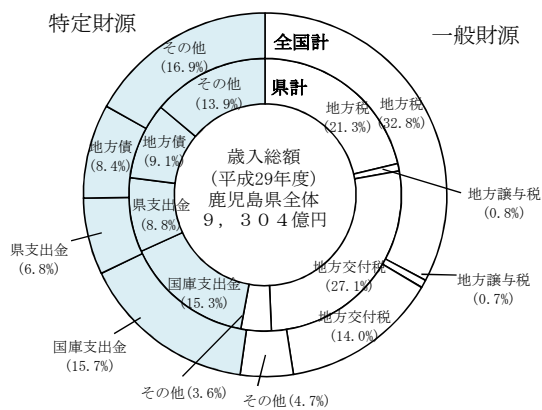 特定財源
一般財源
全国計
県計
その他
(16.9%)
その他
(13.9%)
地方税
(21.3%)
地方税
(32.8%)
地方債
(8.4%)
地方債
(9.1%)
歳入総額
(平成29年度)
鹿児島県全体
9,304億円
地方譲与税
(0.8%)
県支出金
(8.8%)
県支出金
(6.8%)
地方譲与税
(0.7%)
国庫支出金
(15.3%)
地方交付税
(27.1%)
地方交付税
(14.0%)
国庫支出金
(15.7%)
その他(3.6%)
その他(4.7%)